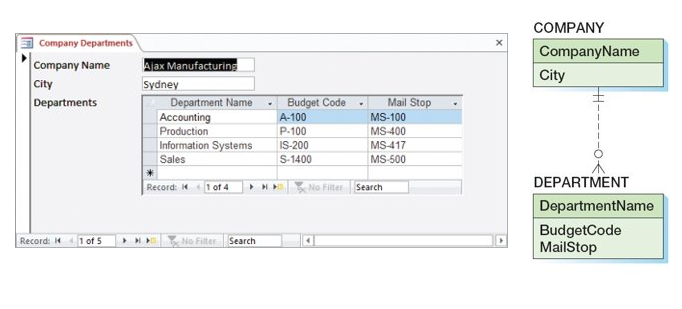 Company Departments
Company Name Ajax Manufacturing
City Sydney
Departments
Department Name Budget Code Mail Stop
Accounting A-100 MS-100
Production P-100 MS-400
Information Systems IS-200 MS-417
Sales S-1400 MS-500
Record: 1 of 4 No Filter Search
Record: 1 of 5 No Filter Search
COMPANY
CompanyName
City
DEPARTMENT
DepartmentName
BudgetCode
MailStop